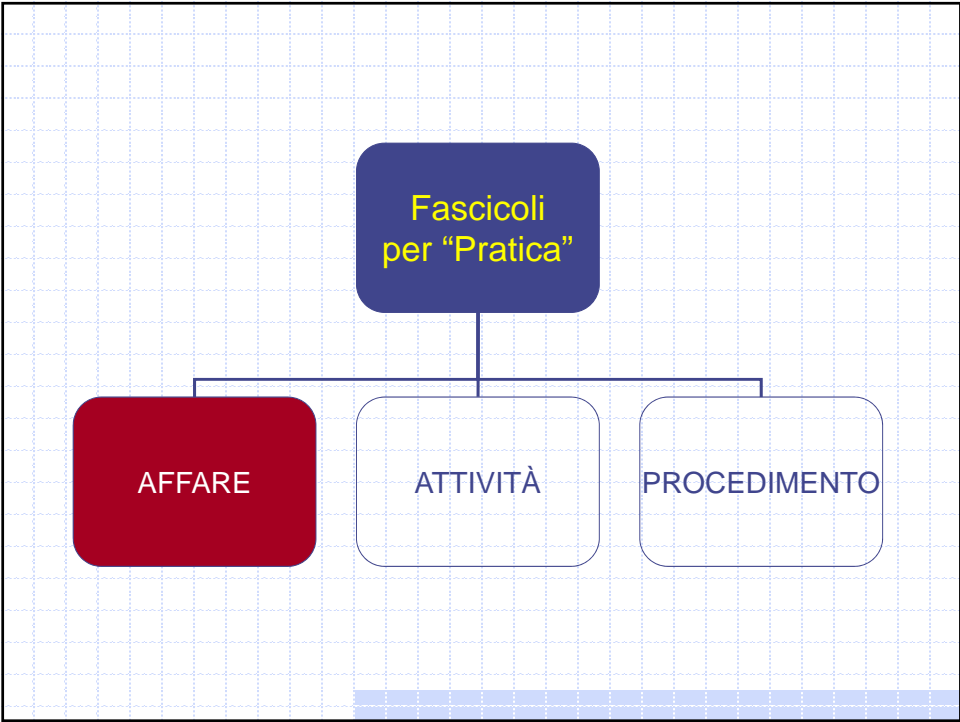 Fascicoli
per “Pratica”
AFFARE
ATTIVITÀ
PROCEDIMENTO